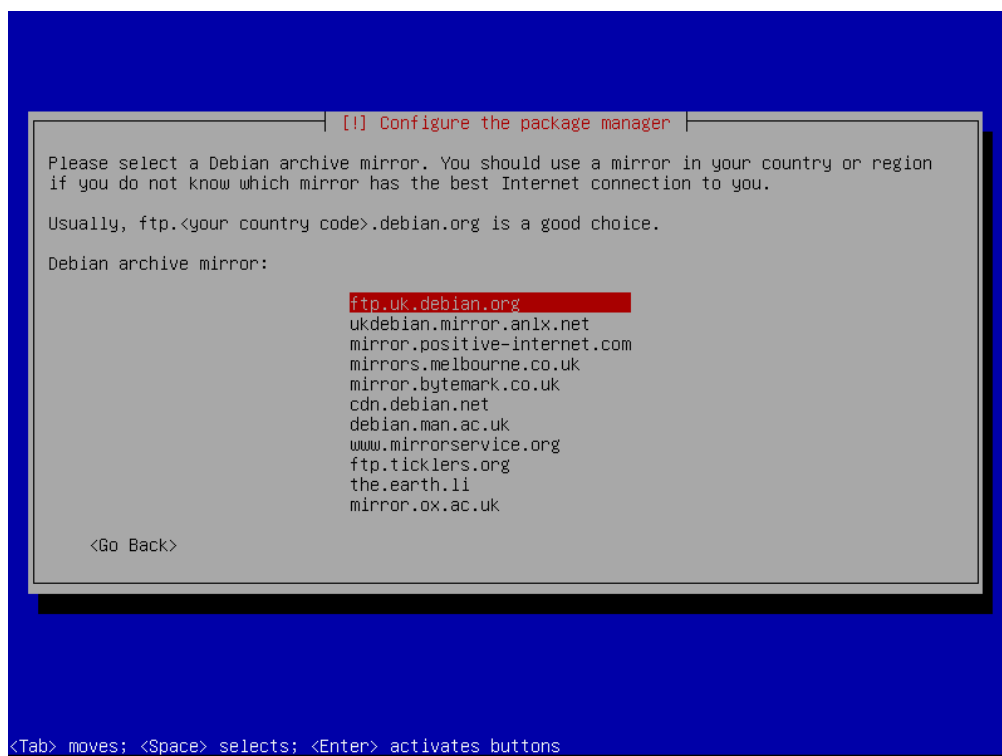 [!] Configure the package manager
Please select a Debian archive mirror. You should use a mirror in your country or region
if you do not know which mirror has the best Internet connection to you.
Usually, ftp.<your country code>.debian.org is a good choice.
Debian archive mirror:
ftp.uk.debian.org
ukdebian.mirror.anlx.net
mirror.positive-internet.com
mirrors.melbourne.co.uk
mirror.bytemark.co.uk
cdn.debian.net
debian.man.ac.uk
www.mirrorservice.org
ftp.ticklers.org
the.earth.li
mirror.ox.ac.uk
<Go Back>
<Tab> moves; <Space> selects; <Enter> activates buttons